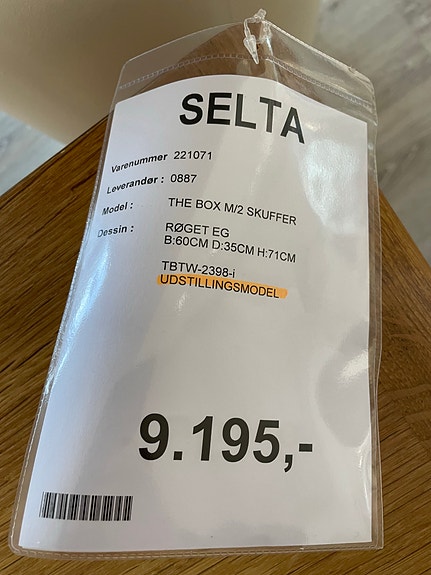 SELTA
Varenummer 221071
Leverandør : 0887
Model : THE BOX M/2 SKUFFER
Dessin : RØGET EG
B:60CM D:35CM H:71CM
TBTW-2398-i
UDSTILLINGSMODEL
9.195,-